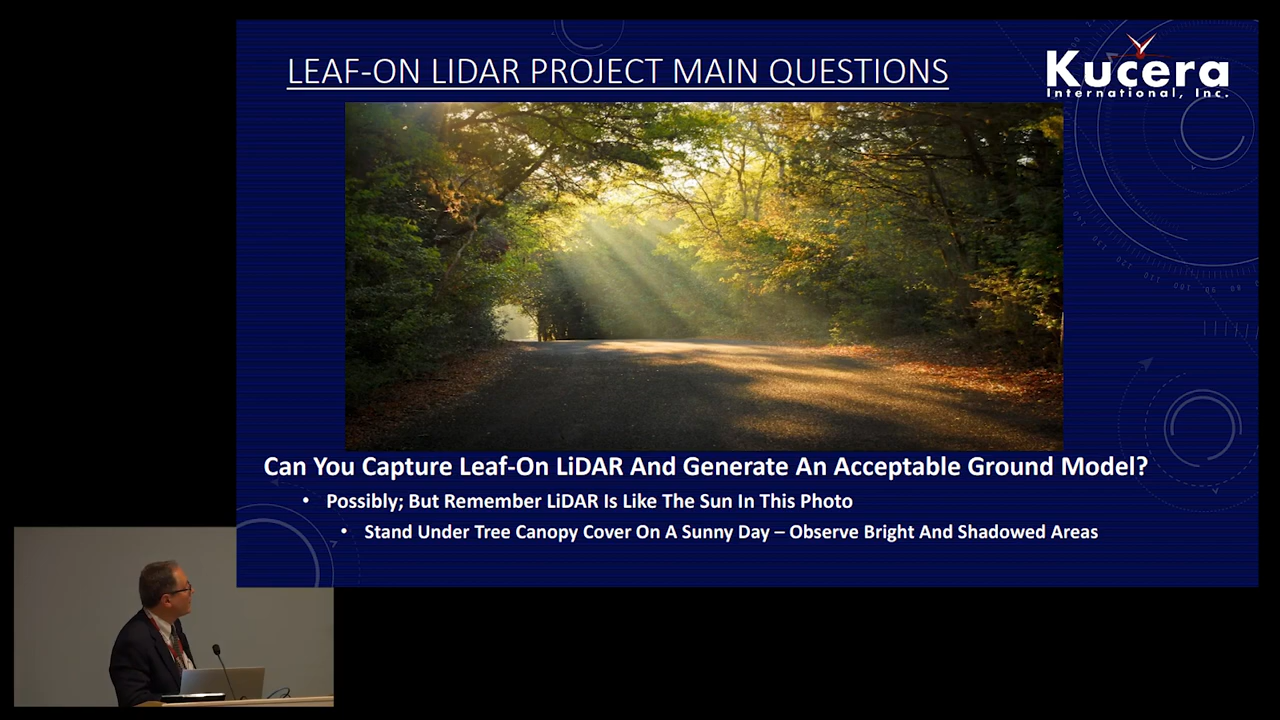 LEAF-ON LIDAR PROJECT MAIN QUESTIONS
Kucera
International, Inc.
Can You Capture Leaf-On LiDAR And Generate An Acceptable Ground Model?
• Possibly; But Remember LiDAR Is Like The Sun In This Photo
• Stand Under Tree Canopy Cover On A Sunny Day – Observe Bright And Shadowed Areas